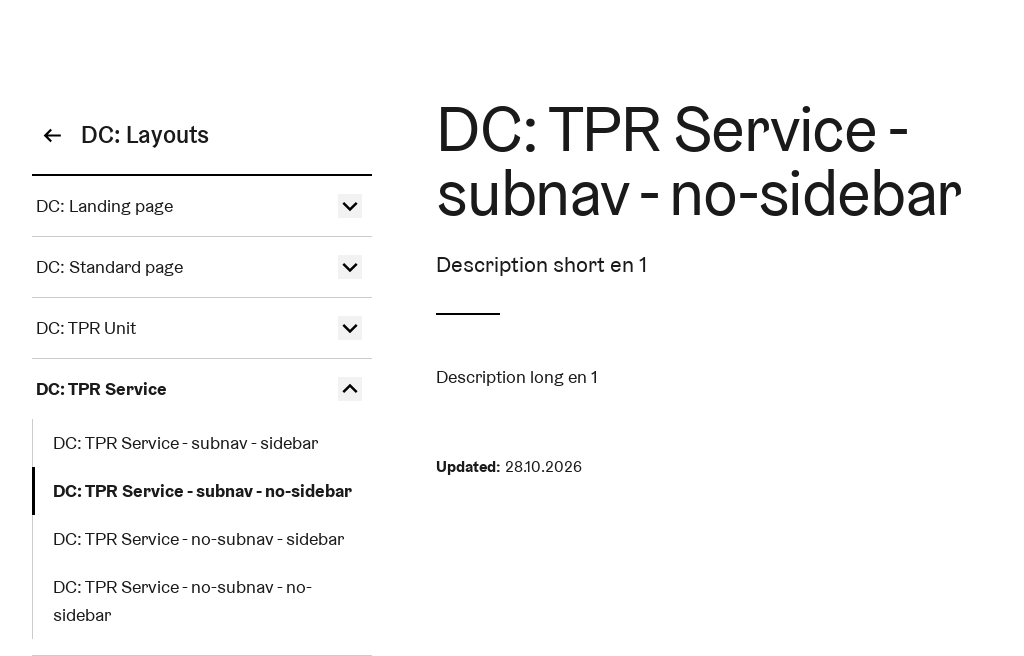 DC: Layouts
DC: Landing page
DC: Standard page
DC: TPR Unit
DC: TPR Service
DC: TPR Service - subnav - sidebar
DC: TPR Service - subnav - no-sidebar
DC: TPR Service - no-subnav - sidebar
DC: TPR Service - no-subnav - no-
sidebar
DC: TPR Service -
subnav - no-sidebar
Description short en 1
Description long en 1
Updated: 28.10.2026